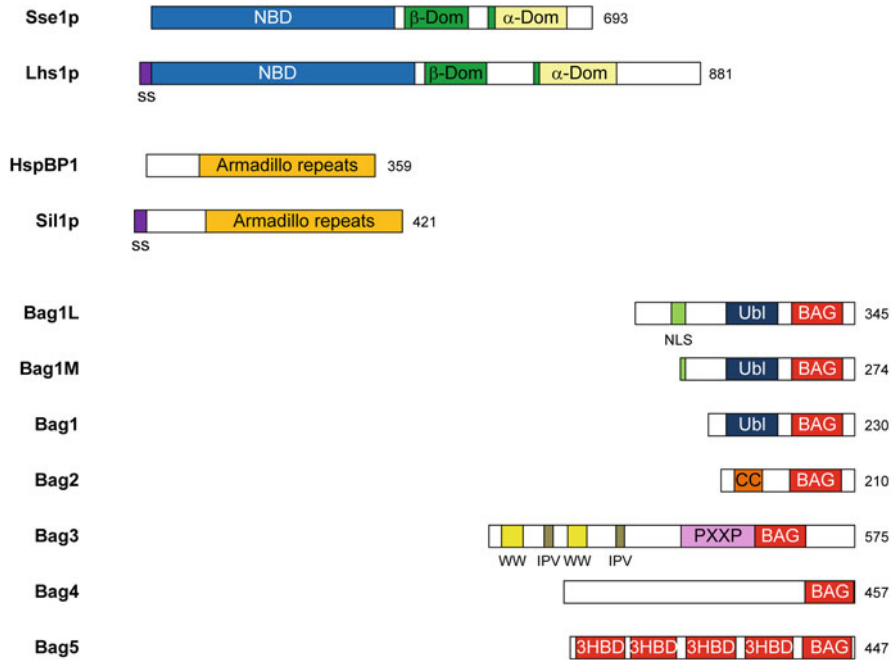 Sse1p NBD β-Dom α-Dom 693
Lhs1p NBD β-Dom α-Dom 881
SS
HspBP1 Armadillo repeats 359
Sil1p Armadillo repeats 421
SS
Bag1L Ubl BAG 345
NLS
Bag1M Ubl BAG 274
Bag1 Ubl BAG 230
Bag2 CC BAG 210
Bag3 PXXP BAG 575
WW IPV WW IPV
Bag4 BAG 457
Bag5 3HBD 3HBD 3HBD 3HBD BAG 447